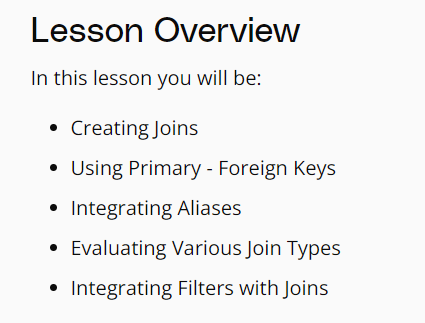 Lesson Overview
In this lesson you will be:
• Creating Joins
• Using Primary - Foreign Keys
• Integrating Aliases
• Evaluating Various Join Types
• Integrating Filters with Joins